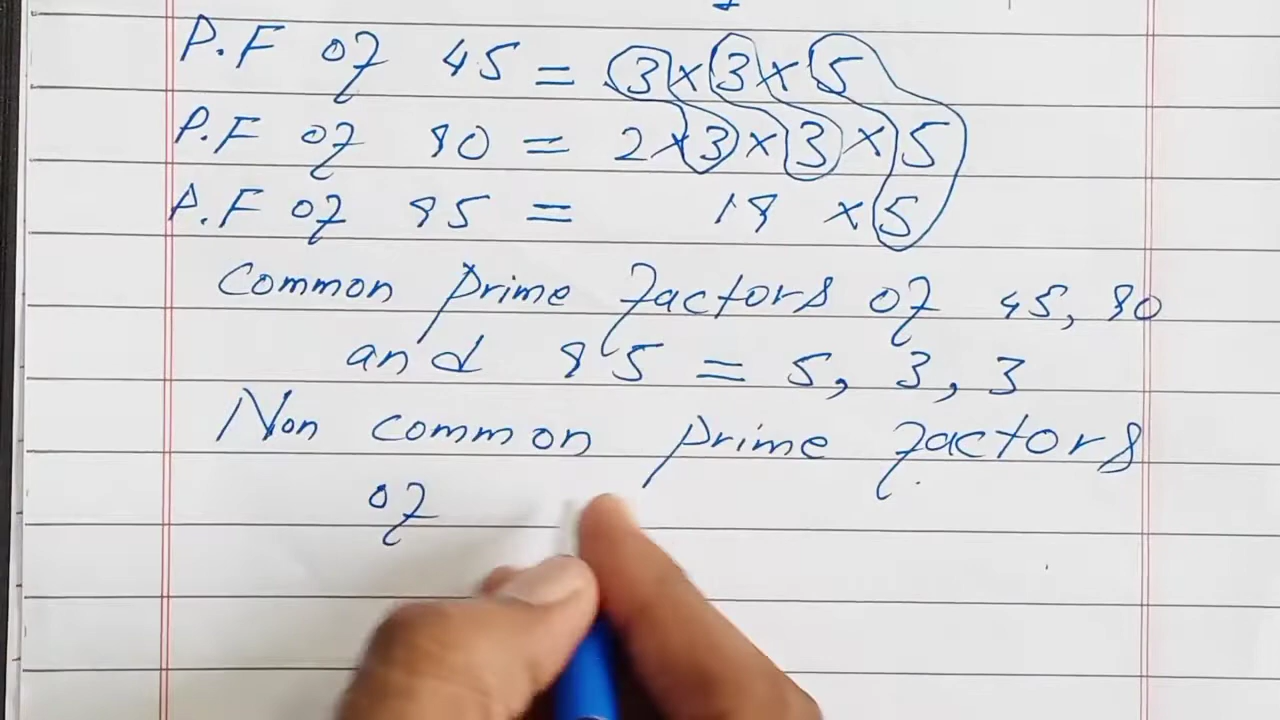 P.F of 45 = 3 × 3 × 5
P.F of 90 = 2 × 3 × 3 × 5
P.F of 95 = 19 × 5
Common prime factors of 45, 90
and 95 = 5, 3, 3
Non common prime factors
of